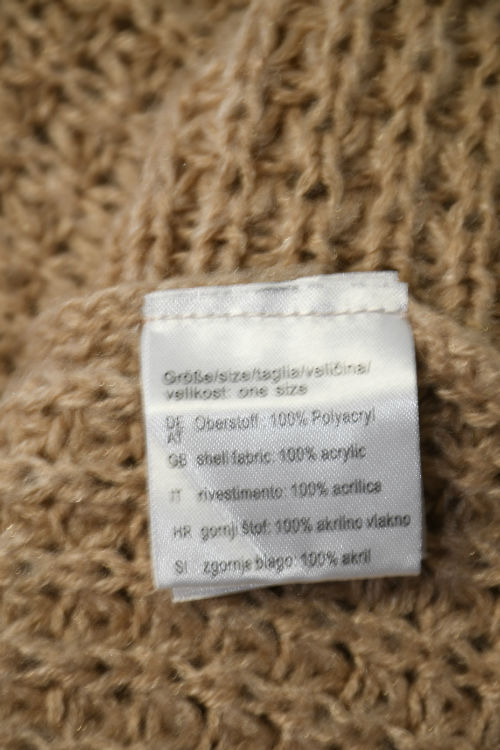 Größe/size/taglia/veličina/
velikost: one size
DE Oberstoff: 100% Polyacryl
AT
GB shell fabric: 100% acrylic
IT rivestimento: 100% acrilica
HR gornji štof: 100% akrilno vlakno
SI zgornje blago: 100% akril